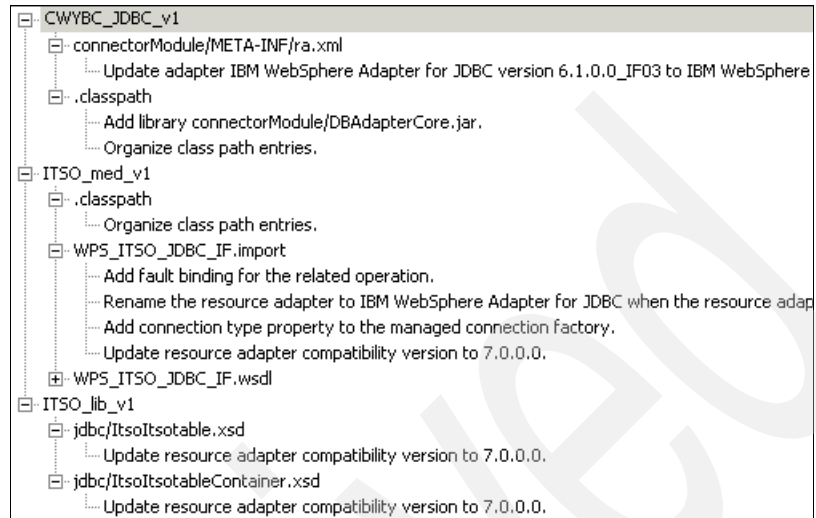 CWYBC_JDBC_v1
connectorModule/META-INF/ra.xml
Update adapter IBM WebSphere Adapter for JDBC version 6.1.0.0_IF03 to IBM WebSphere
.classpath
Add library connectorModule/DBAdapterCore.jar.
Organize class path entries.
ITSO_med_v1
.classpath
Organize class path entries.
WPS_ITSO_JDBC_IF.import
Add fault binding for the related operation.
Rename the resource adapter to IBM WebSphere Adapter for JDBC when the resource adap
Add connection type property to the managed connection factory.
Update resource adapter compatibility version to 7.0.0.0.
WPS_ITSO_JDBC_IF.wsdl
ITSO_lib_v1
jdbc/ItsoItsotable.xsd
Update resource adapter compatibility version to 7.0.0.0.
jdbc/ItsoItsotableContainer.xsd
Update resource adapter compatibility version to 7.0.0.0.